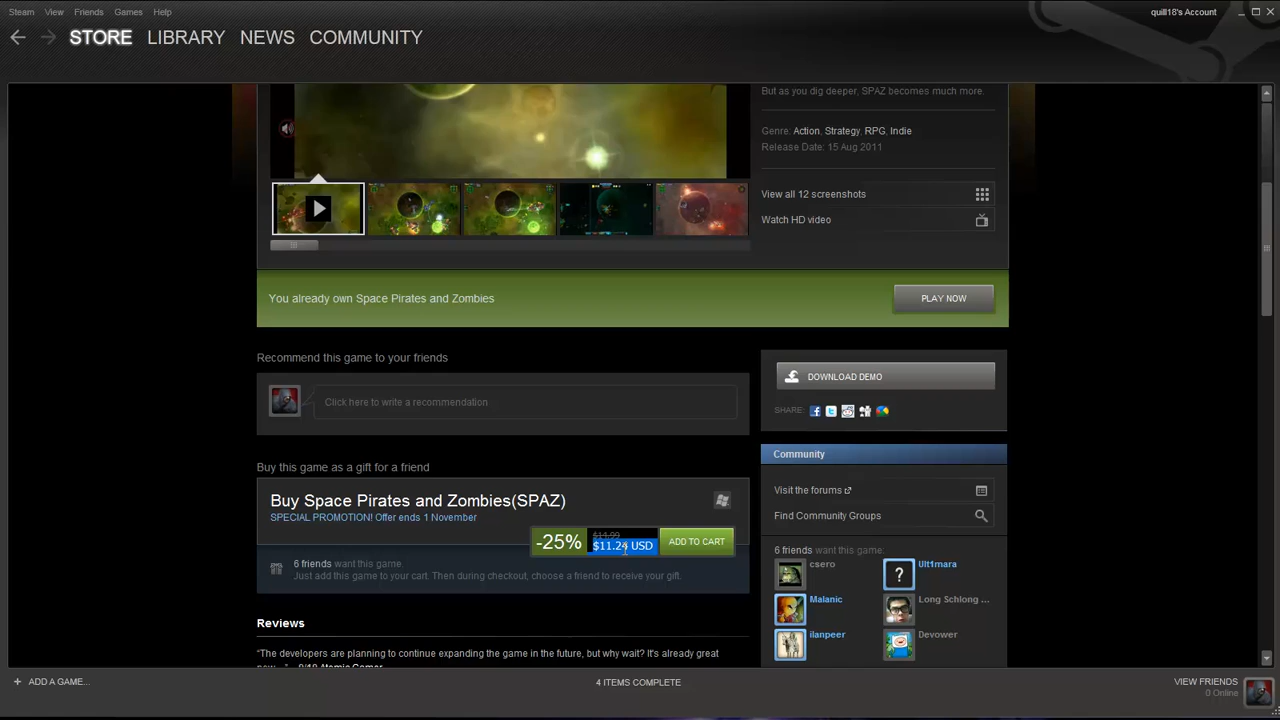 Steam View Friends Games Help
quill18's Account
STORE LIBRARY NEWS COMMUNITY
But as you dig deeper, SPAZ becomes much more.
Genre: Action, Strategy, RPG, Indie
Release Date: 15 Aug 2011
View all 12 screenshots
Watch HD video
You already own Space Pirates and Zombies
PLAY NOW
Recommend this game to your friends
Click here to write a recommendation
DOWNLOAD DEMO
SHARE:
Buy this game as a gift for a friend
Buy Space Pirates and Zombies(SPAZ)
SPECIAL PROMOTION! Offer ends 1 November
-25%
$11.24 USD
ADD TO CART
6 friends want this game.
Just add this game to your cart. Then during checkout, choose a friend to receive your gift.
Community
Visit the forums
Find Community Groups
6 friends want this game:
csero
Ult1mara
?
Malanic
Long Schlong ...
ilanpeer
Devower
Reviews
“The developers are planning to continue expanding the game in the future, but why wait? It's already great
+ ADD A GAME...
4 ITEMS COMPLETE
VIEW FRIENDS
0 Online